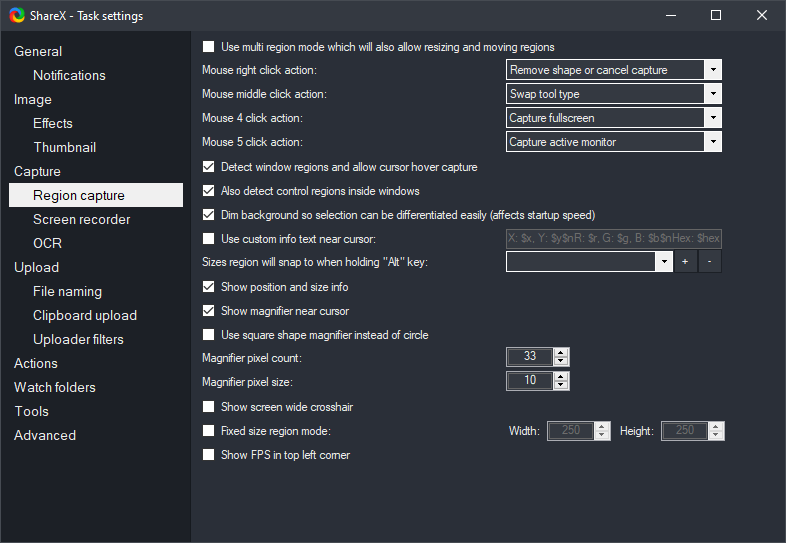 ShareX - Task settings
General
Notifications
Image
Effects
Thumbnail
Capture
Region capture
Screen recorder
OCR
Upload
File naming
Clipboard upload
Uploader filters
Actions
Watch folders
Tools
Advanced
Use multi region mode which will also allow resizing and moving regions
Mouse right click action: Remove shape or cancel capture
Mouse middle click action: Swap tool type
Mouse 4 click action: Capture fullscreen
Mouse 5 click action: Capture active monitor
Detect window regions and allow cursor hover capture
Also detect control regions inside windows
Dim background so selection can be differentiated easily (affects startup speed)
Use custom info text near cursor: X: $x, Y: $y$nR: $r, G: $g, B: $b$nHex: $hex
Sizes region will snap to when holding "Alt" key: + -
Show position and size info
Show magnifier near cursor
Use square shape magnifier instead of circle
Magnifier pixel count: 33
Magnifier pixel size: 10
Show screen wide crosshair
Fixed size region mode: Width: 250 Height: 250
Show FPS in top left corner